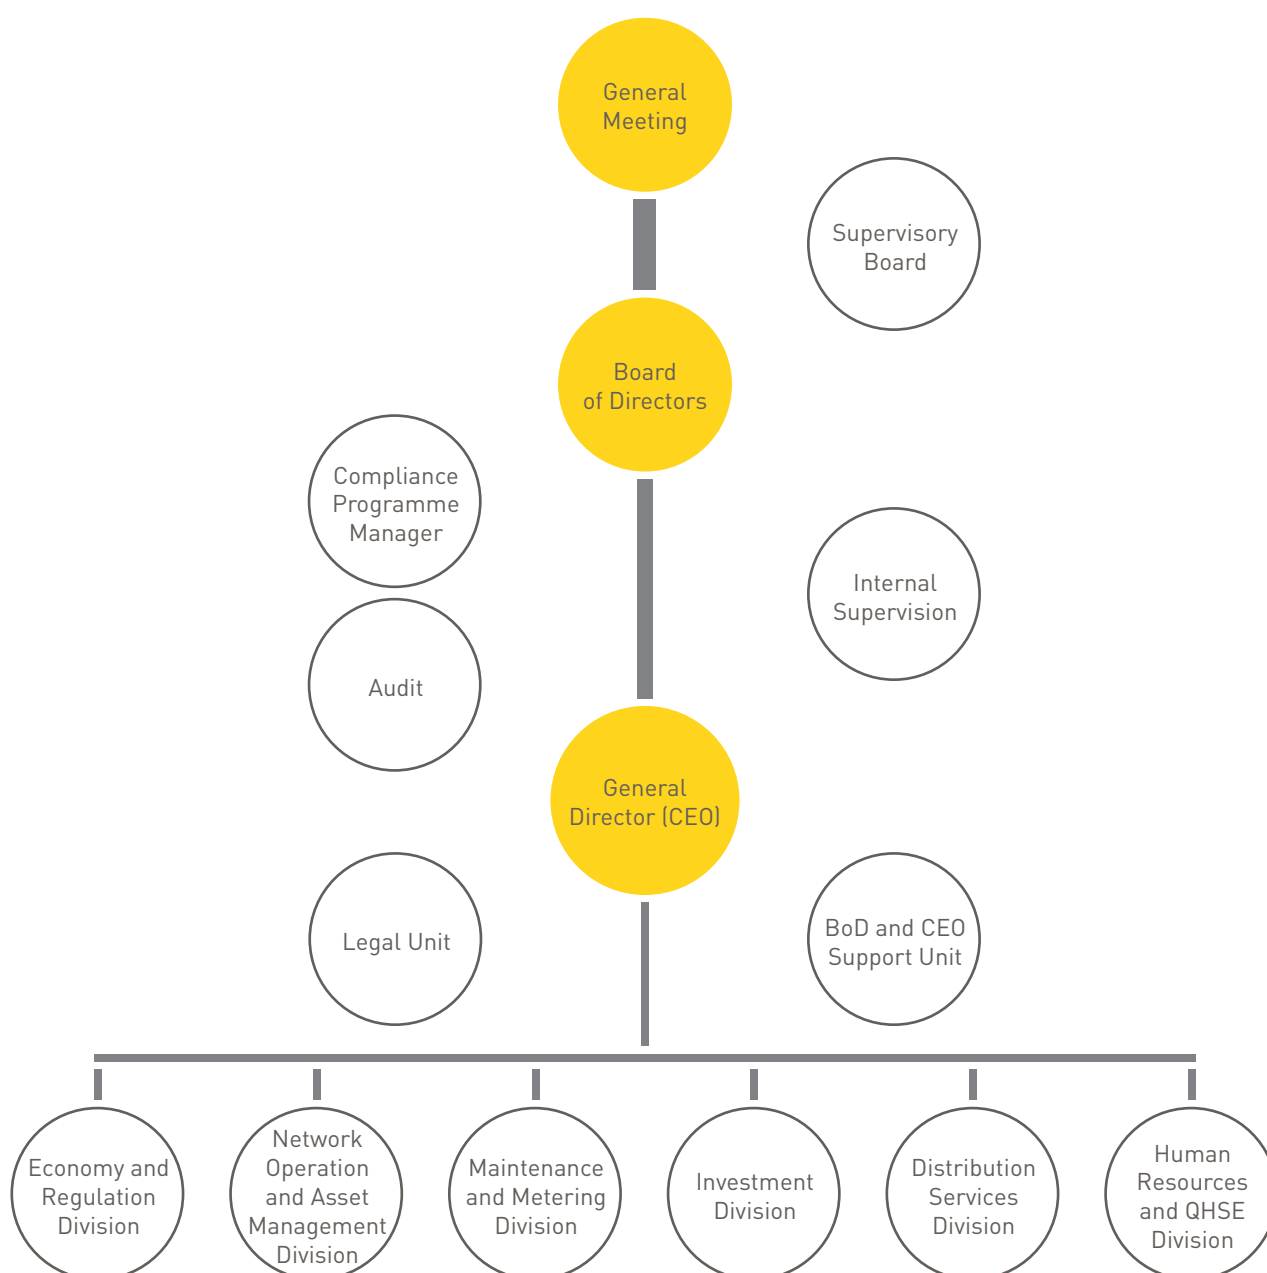 General
Meeting
Supervisory
Board
Board
of Directors
Compliance
Programme
Manager
Internal
Supervision
Audit
General
Director (CEO)
Legal Unit
BoD and CEO
Support Unit
Economy and
Regulation
Division
Network
Operation
and Asset
Management
Division
Maintenance
and Metering
Division
Investment
Division
Distribution
Services
Division
Human
Resources
and QHSE
Division